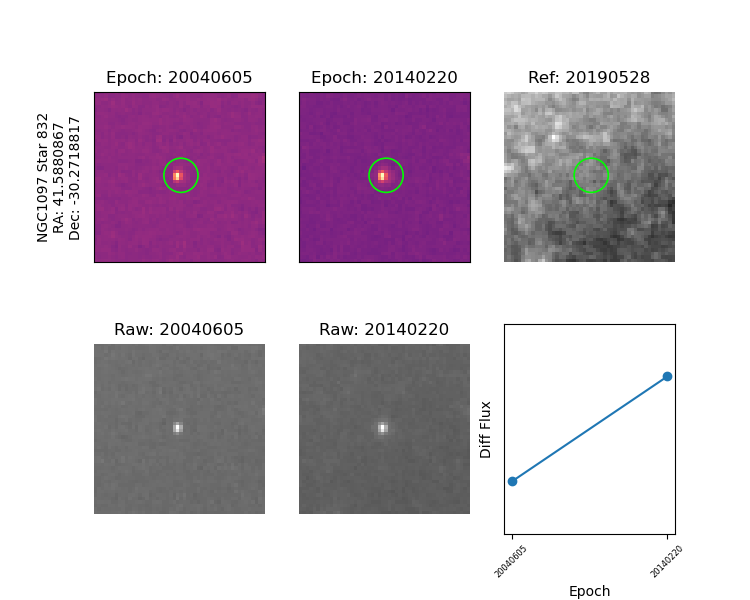 Epoch: 20040605
Epoch: 20140220
Ref: 20190528
NGC1097 Star 832
RA: 41.5880867
Dec: -30.2718817
Raw: 20040605
Raw: 20140220
Diff Flux
20040605
20140220
Epoch